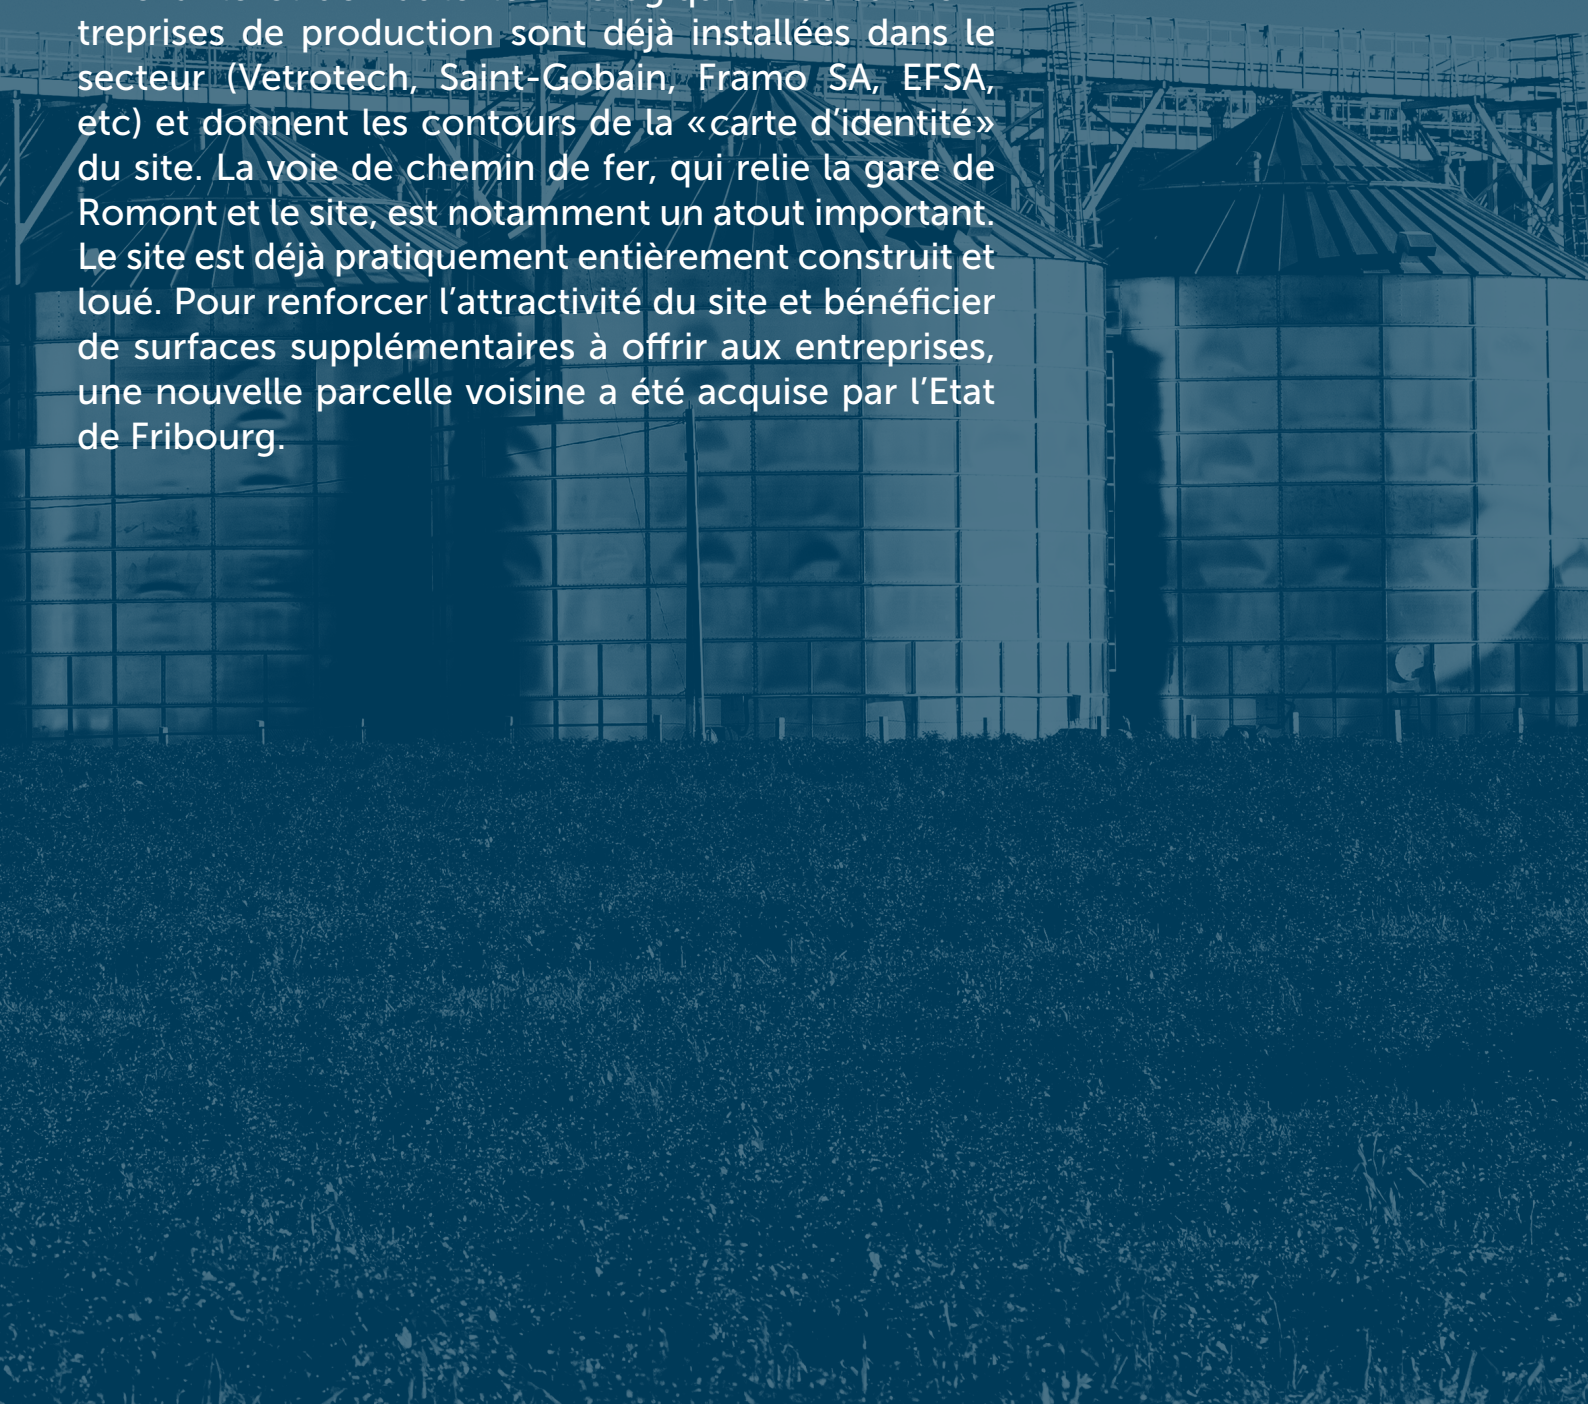 treprises de production sont déjà installées dans le
secteur (Vetrotech, Saint-Gobain, Framo SA, EFSA,
etc) et donnent les contours de la «carte d’identité»
du site. La voie de chemin de fer, qui relie la gare de
Romont et le site, est notamment un atout important.
Le site est déjà pratiquement entièrement construit et
loué. Pour renforcer l’attractivité du site et bénéficier
de surfaces supplémentaires à offrir aux entreprises,
une nouvelle parcelle voisine a été acquise par l’Etat
de Fribourg.